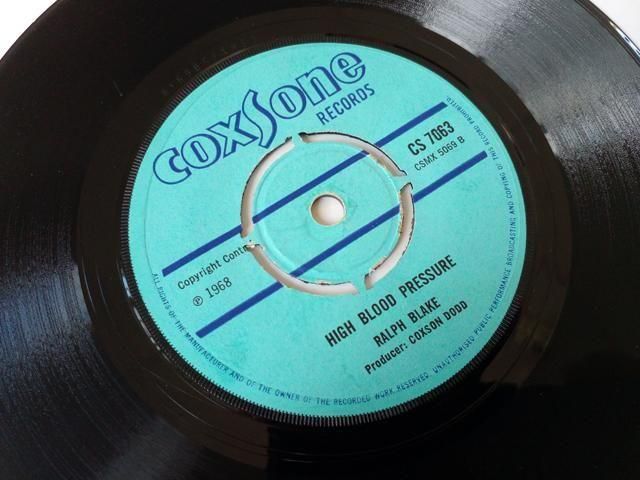 coxsone
RECORDS
CS 7063
CSMX 5069 B
Copyright Contr
℗ 1968
HIGH BLOOD PRESSURE
RALPH BLAKE
Producer: COXSON DODD
ALL RIGHTS OF THE MANUFACTURER AND OF THE OWNER OF THE RECORDED WORK RESERVED. UNAUTHORISED PUBLIC PERFORMANCE BROADCASTING AND COPYING OF THIS RECORD PROHIBITED